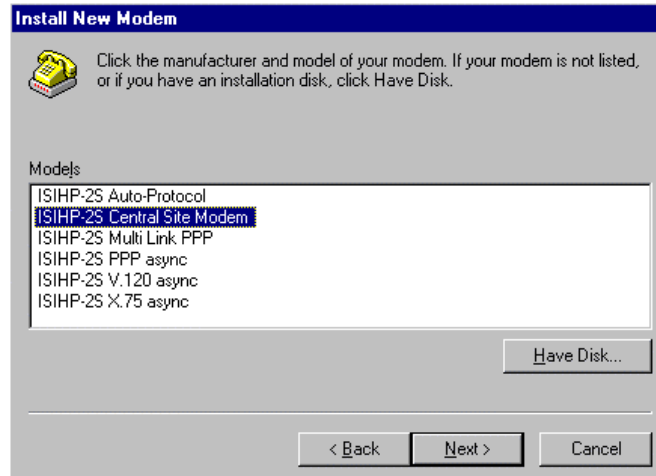 Install New Modem
Click the manufacturer and model of your modem. If your modem is not listed,
or if you have an installation disk, click Have Disk.
Models
ISIHP-2S Auto-Protocol
ISIHP-2S Central Site Modem
ISIHP-2S Multi Link PPP
ISIHP-2S PPP async
ISIHP-2S V.120 async
ISIHP-2S X.75 async
Have Disk...
< Back
Next >
Cancel